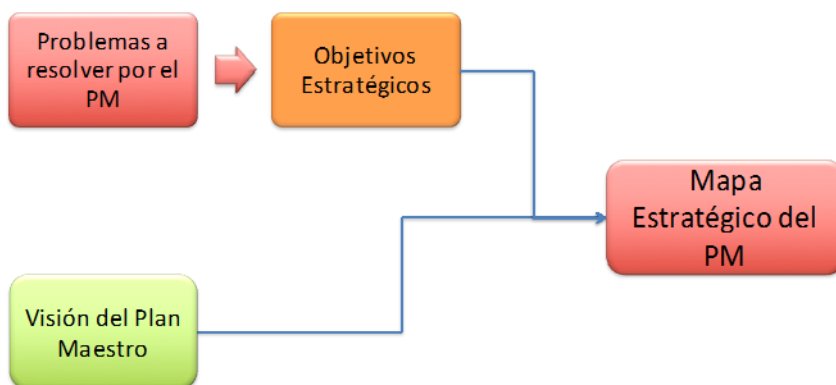 Problemas a
resolver por el
PM
Objetivos
Estratégicos
Mapa
Estratégico del
PM
Visión del Plan
Maestro